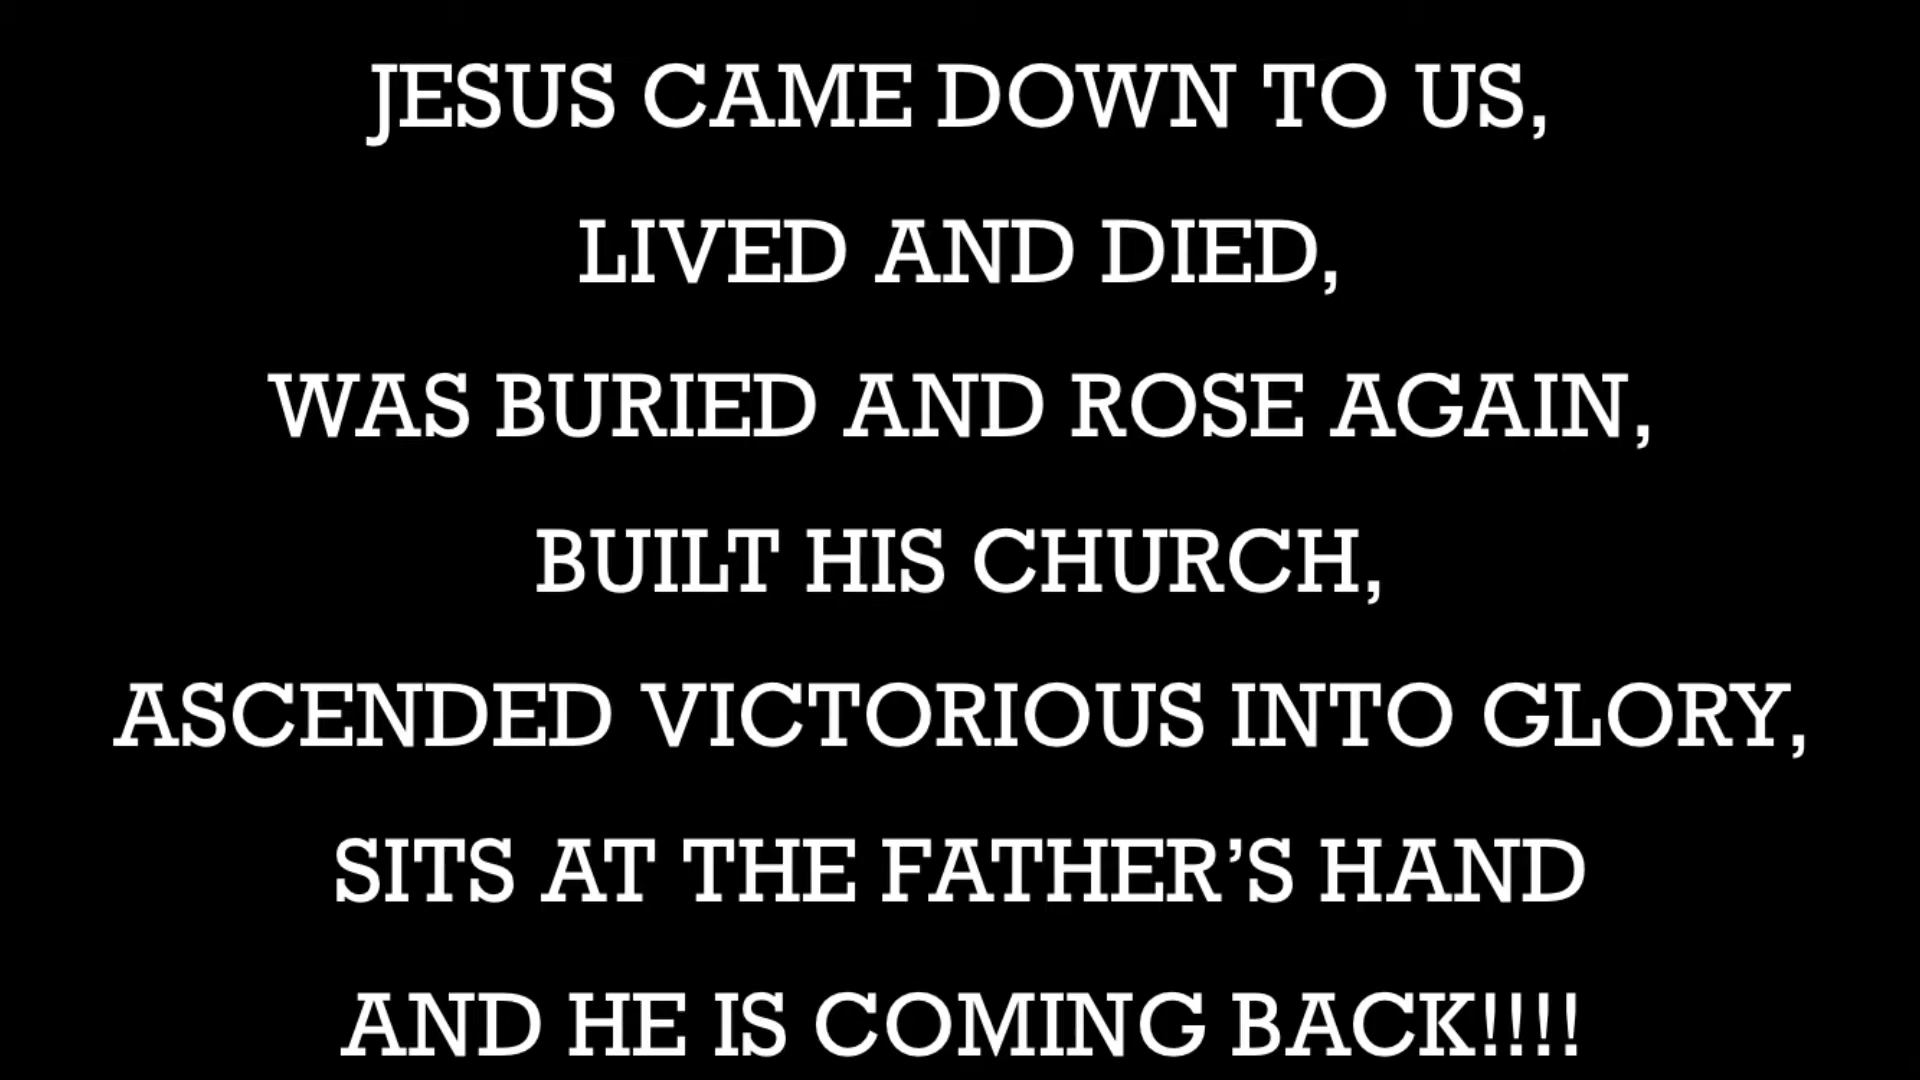 JESUS CAME DOWN TO US,
LIVED AND DIED,
WAS BURIED AND ROSE AGAIN,
BUILT HIS CHURCH,
ASCENDED VICTORIOUS INTO GLORY,
SITS AT THE FATHER’S HAND
AND HE IS COMING BACK!!!!